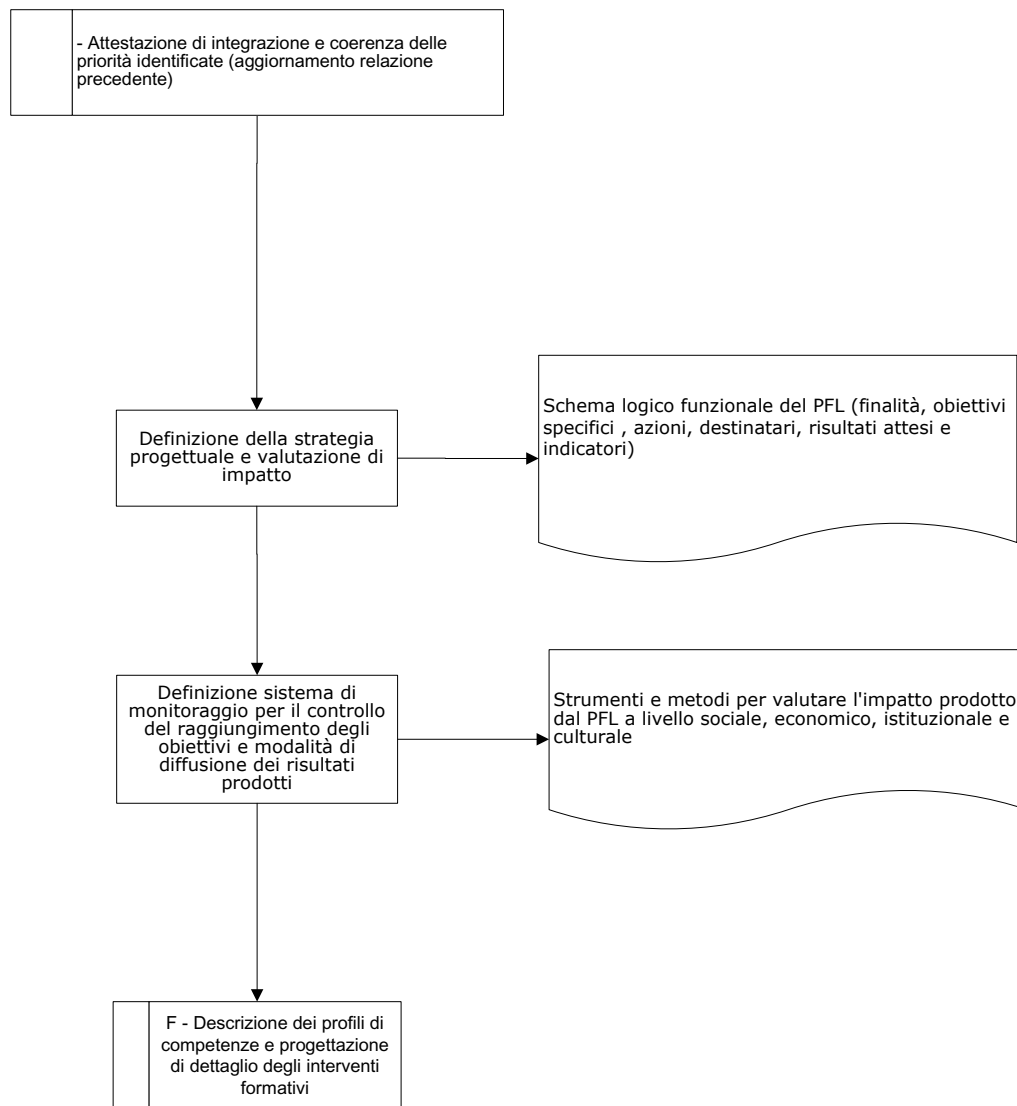 - Attestazione di integrazione e coerenza delle
priorità identificate (aggiornamento relazione
precedente)
Definizione della strategia
progettuale e valutazione di
impatto
Schema logico funzionale del PFL (finalità, obiettivi
specifici , azioni, destinatari, risultati attesi e
indicatori)
Definizione sistema di
monitoraggio per il controllo
del raggiungimento degli
obiettivi e modalità di
diffusione dei risultati
prodotti
Strumenti e metodi per valutare l'impatto prodotto
dal PFL a livello sociale, economico, istituzionale e
culturale
F - Descrizione dei profili di
competenze e progettazione
di dettaglio degli interventi
formativi